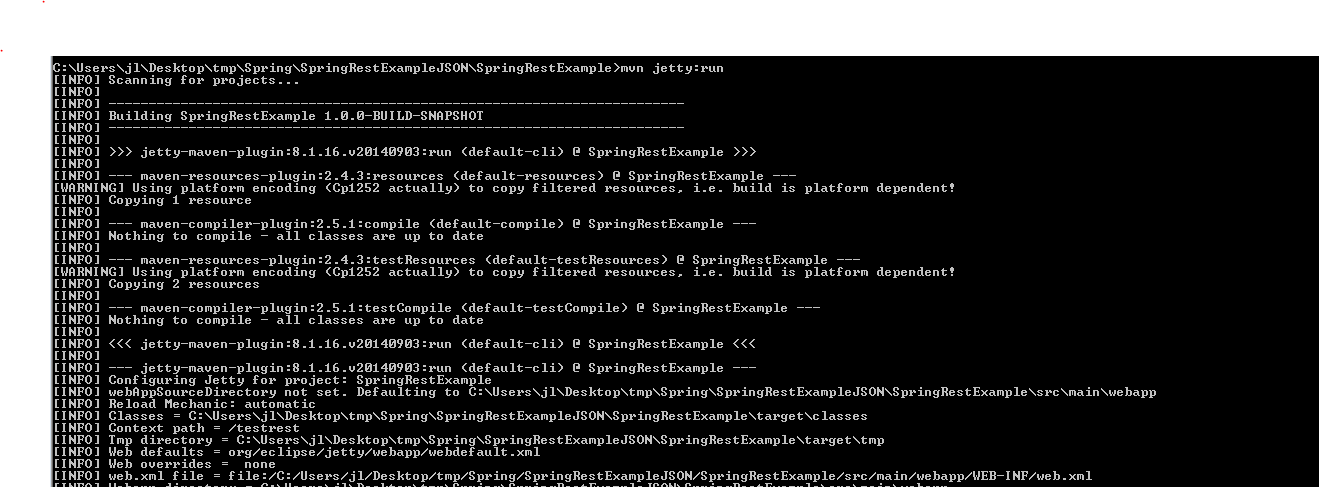 C:\Users\jl\Desktop\tmp\Spring\SpringRestExampleJSON\SpringRestExample>mvn jetty:run
[INFO] Scanning for projects...
[INFO]
[INFO] ------------------------------------------------------------------------
[INFO] Building SpringRestExample 1.0.0-BUILD-SNAPSHOT
[INFO] ------------------------------------------------------------------------
[INFO]
[INFO] >>> jetty-maven-plugin:8.1.16.v20140903:run (default-cli) @ SpringRestExample >>>
[INFO]
[INFO] --- maven-resources-plugin:2.4.3:resources (default-resources) @ SpringRestExample ---
[WARNING] Using platform encoding (Cp1252 actually) to copy filtered resources, i.e. build is platform dependent!
[INFO] Copying 1 resource
[INFO]
[INFO] --- maven-compiler-plugin:2.5.1:compile (default-compile) @ SpringRestExample ---
[INFO] Nothing to compile - all classes are up to date
[INFO]
[INFO] --- maven-resources-plugin:2.4.3:testResources (default-testResources) @ SpringRestExample ---
[WARNING] Using platform encoding (Cp1252 actually) to copy filtered resources, i.e. build is platform dependent!
[INFO] Copying 2 resources
[INFO]
[INFO] --- maven-compiler-plugin:2.5.1:testCompile (default-testCompile) @ SpringRestExample ---
[INFO] Nothing to compile - all classes are up to date
[INFO]
[INFO] <<< jetty-maven-plugin:8.1.16.v20140903:run (default-cli) @ SpringRestExample <<<
[INFO]
[INFO] --- jetty-maven-plugin:8.1.16.v20140903:run (default-cli) @ SpringRestExample ---
[INFO] Configuring Jetty for project: SpringRestExample
[INFO] webAppSourceDirectory not set. Defaulting to C:\Users\jl\Desktop\tmp\Spring\SpringRestExampleJSON\SpringRestExample\src\main\webapp
[INFO] Reload Mechanic: automatic
[INFO] Classes = C:\Users\jl\Desktop\tmp\Spring\SpringRestExampleJSON\SpringRestExample\target\classes
[INFO] Context path = /testrest
[INFO] Tmp directory = C:\Users\jl\Desktop\tmp\Spring\SpringRestExampleJSON\SpringRestExample\target\tmp
[INFO] Web defaults = org/eclipse/jetty/webapp/webdefault.xml
[INFO] Web overrides =  none
[INFO] web.xml file = file:/C:/Users/jl/Desktop/tmp/Spring/SpringRestExampleJSON/SpringRestExample/src/main/webapp/WEB-INF/web.xml